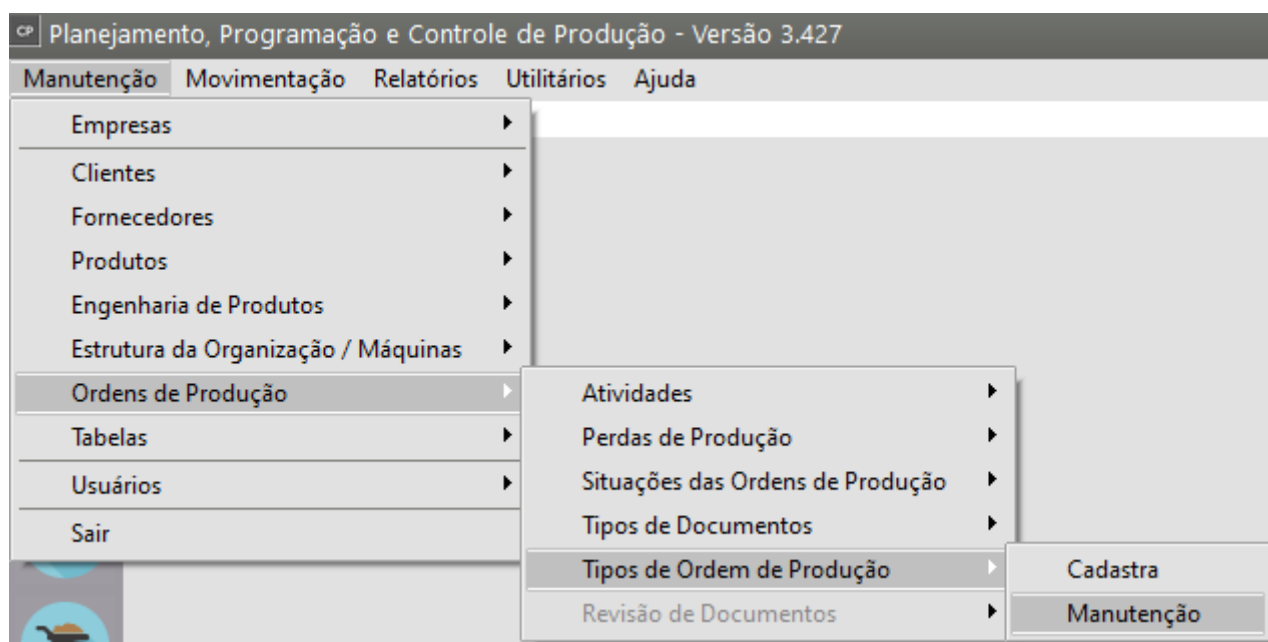 CP Planejamento, Programação e Controle de Produção - Versão 3.427
Manutenção Movimentação Relatórios Utilitários Ajuda
Empresas
Clientes
Fornecedores
Produtos
Engenharia de Produtos
Estrutura da Organização / Máquinas
Ordens de Produção
Tabelas
Usuários
Sair
Atividades
Perdas de Produção
Situações das Ordens de Produção
Tipos de Documentos
Tipos de Ordem de Produção
Revisão de Documentos
Cadastra
Manutenção